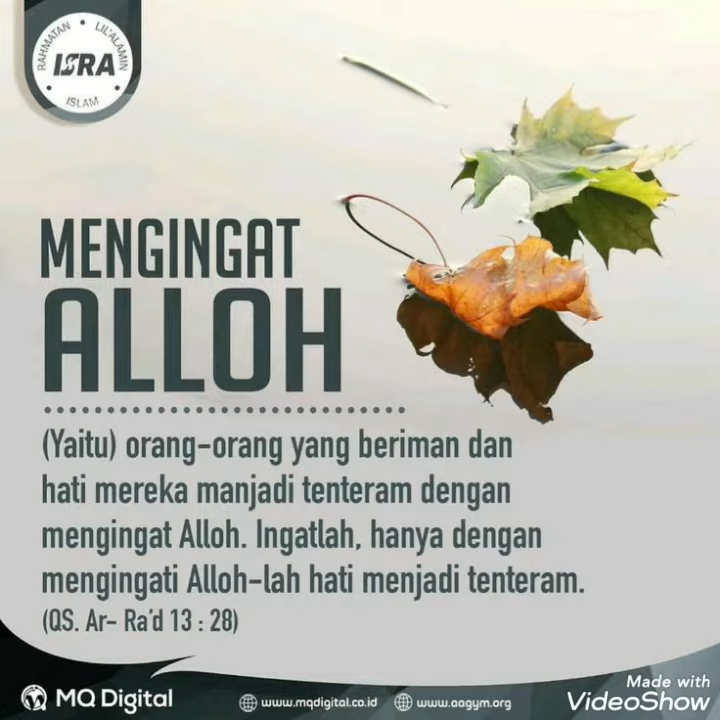 RAHMATAN LIL'ALAMIN
ISRA
ISLAM
MENGINGAT
ALLOH
(Yaitu) orang-orang yang beriman dan
hati mereka manjadi tenteram dengan
mengingat Alloh. Ingatlah, hanya dengan
mengingati Alloh-lah hati menjadi tenteram.
(QS. Ar- Ra'd 13 : 28)
MQ Digital
www.mqdigital.co.id
www.aagym.org
Made with
VideoShow